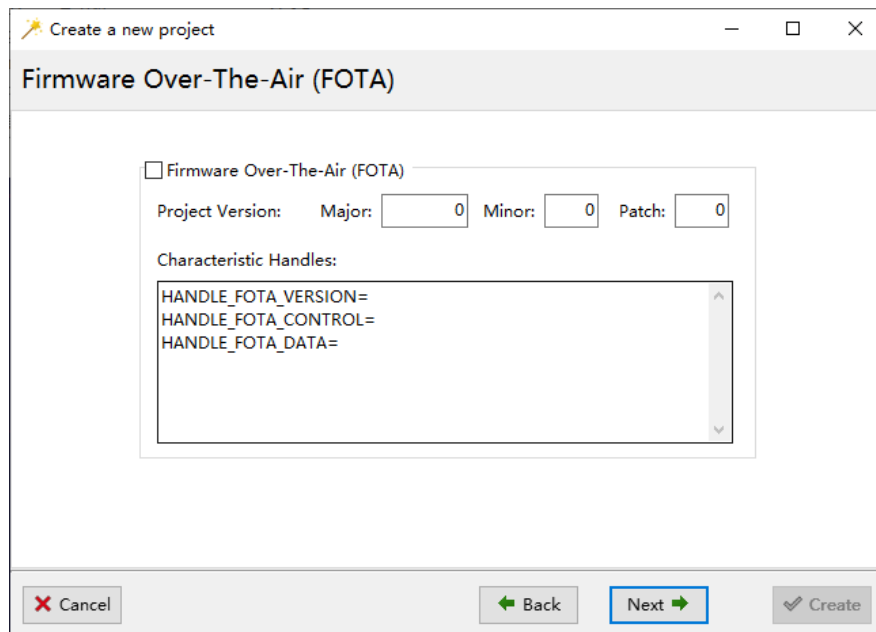 Create a new project
Firmware Over-The-Air (FOTA)
Firmware Over-The-Air (FOTA)
Project Version: Major: 0 Minor: 0 Patch: 0
Characteristic Handles:
HANDLE_FOTA_VERSION=
HANDLE_FOTA_CONTROL=
HANDLE_FOTA_DATA=
Cancel Back Next Create